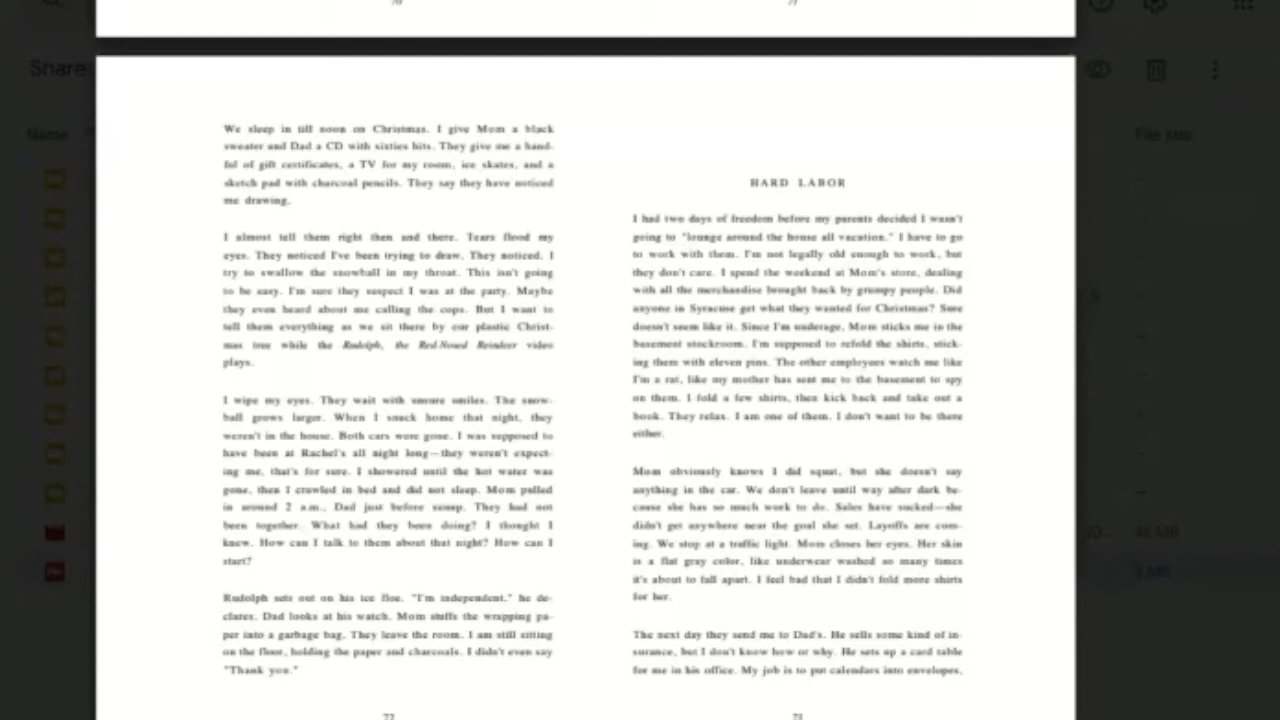 70
71
Share
Name
File size
We sleep in till noon on Christmas. I give Mom a black
sweater and Dad a CD with sixties hits. They give me a hand-
ful of gift certificates, a TV for my room, ice skates, and a
sketch pad with charcoal pencils. They say they have noticed
me drawing.
I almost tell them right then and there. Tears flood my
eyes. They noticed I've been trying to draw. They noticed. I
try to swallow the snowball in my throat. This isn't going
to be easy. I'm sure they suspect I was at the party. Maybe
they even heard about me calling the cops. But I want to
tell them everything as we sit there by our plastic Christ-
mas tree while the Rudolph, the Red-Nosed Reindeer video
plays.
I wipe my eyes. They wait with unsure smiles. The snow-
ball grows larger. When I snuck home that night, they
weren't in the house. Both cars were gone. I was supposed to
have been at Rachel's all night long—they weren't expect-
ing me, that's for sure. I showered until the hot water was
gone, then I crawled in bed and did not sleep. Mom pulled
in around 2 a.m., Dad just before sunup. They had not
been together. What had they been doing? I thought I
knew. How can I talk to them about that night? How can I
start?
Rudolph sets out on his ice floe. "I'm independent." he de-
clares. Dad looks at his watch. Mom stuffs the wrapping pa-
per into a garbage bag. They leave the room. I am still sitting
on the floor, holding the paper and charcoals. I didn't even say
"Thank you."
72
HARD LABOR
I had two days of freedom before my parents decided I wasn't
going to "lounge around the house all vacation." I have to go
to work with them. I'm not legally old enough to work, but
they don't care. I spend the weekend at Mom's store, dealing
with all the merchandise brought back by grumpy people. Did
anyone in Syracuse get what they wanted for Christmas? Sure
doesn't seem like it. Since I'm underage, Mom sticks me in the
basement stockroom. I'm supposed to refold the shirts, stick-
ing them with eleven pins. The other employees watch me like
I'm a rat, like my mother has sent me to the basement to spy
on them. I fold a few shirts, then kick back and take out a
book. They relax. I am one of them. I don't want to be there
either.
Mom obviously knows I did squat, but she doesn't say
anything in the car. We don't leave until way after dark be-
cause she has so much work to do. Sales have sucked—she
didn't get anywhere near the goal she set. Layoffs are com-
ing. We stop at a traffic light. Mom closes her eyes. Her skin
is a flat gray color, like underwear washed so many times
it's about to fall apart. I feel bad that I didn't fold more shirts
for her.
The next day they send me to Dad's. He sells some kind of in-
surance, but I don't know how or why. He sets up a card table
for me in his office. My job is to put calendars into envelopes,
48 MB